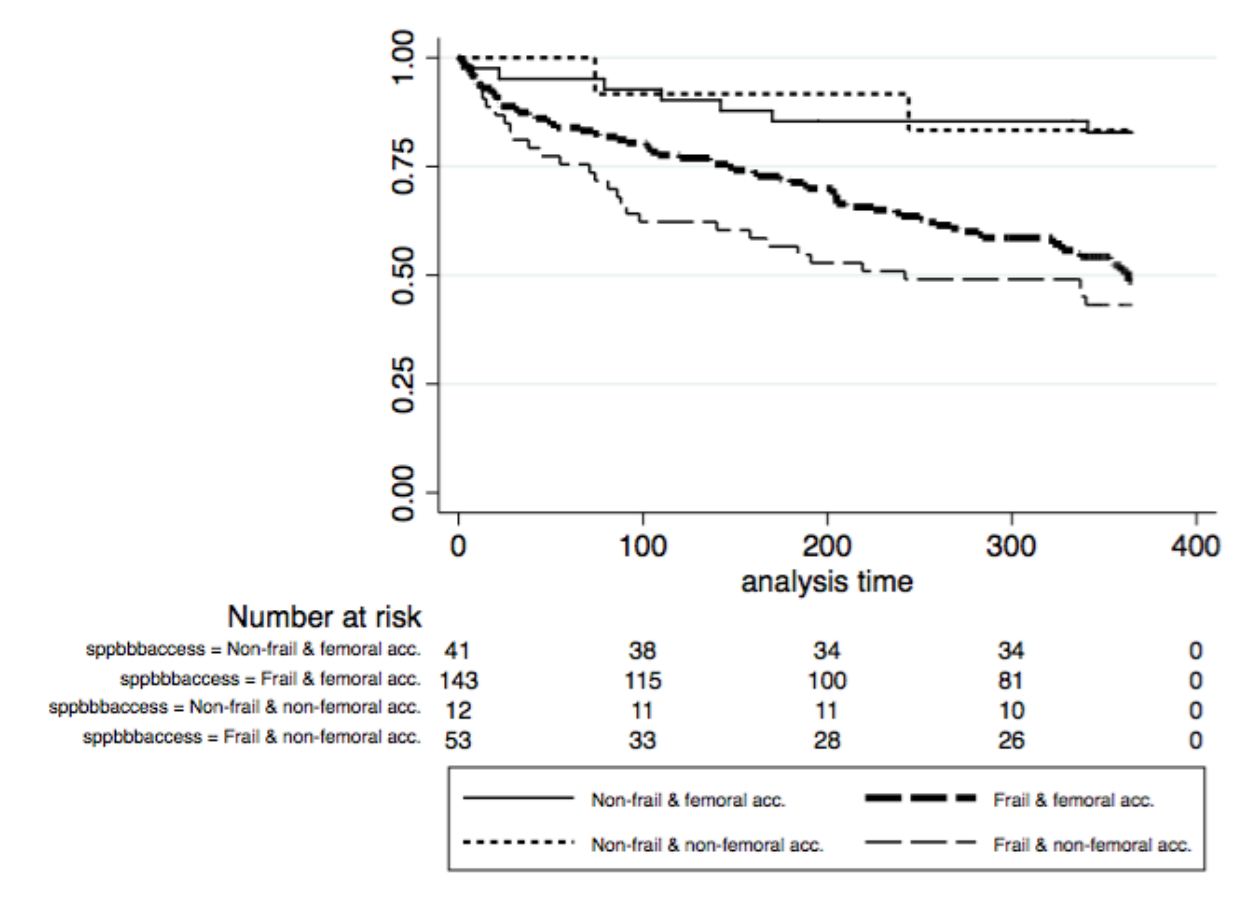 1.00
0.75
0.50
0.25
0.00
0 100 200 300 400
analysis time
Number at risk
sppbbbaccess = Non-frail & femoral acc. 41 38 34 34 0
sppbbbaccess = Frail & femoral acc. 143 115 100 81 0
sppbbbaccess = Non-frail & non-femoral acc. 12 11 11 10 0
sppbbbaccess = Frail & non-femoral acc. 53 33 28 26 0
Non-frail & femoral acc. Frail & femoral acc.
Non-frail & non-femoral acc. Frail & non-femoral acc.